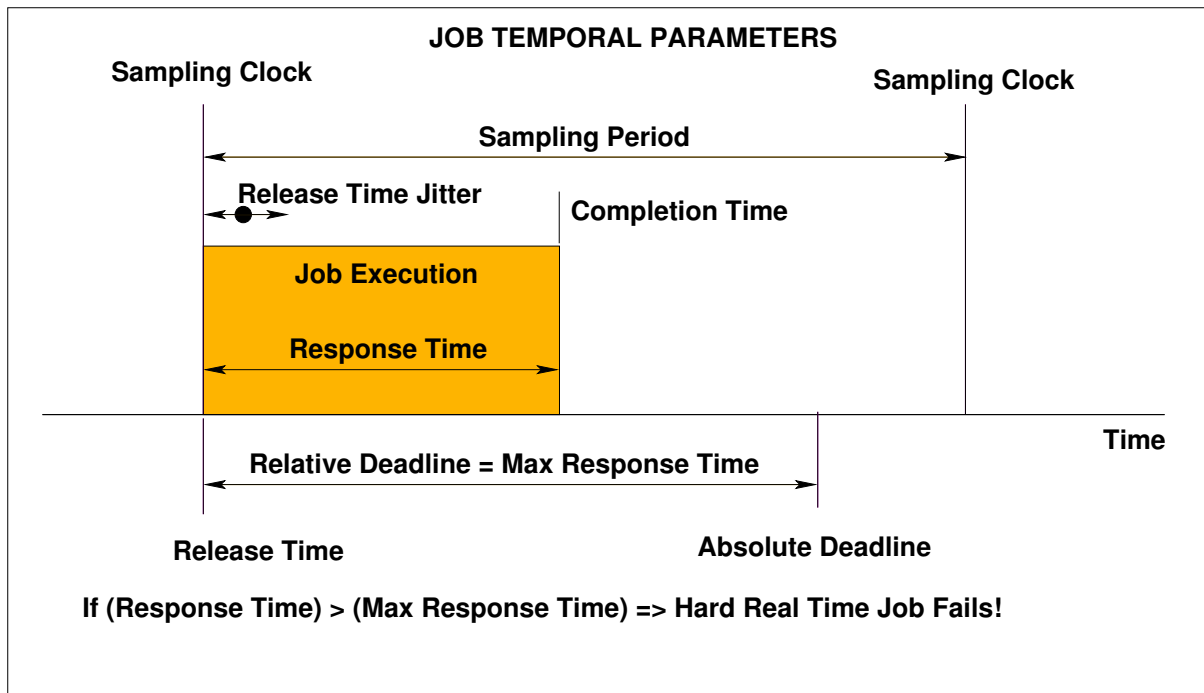 JOB TEMPORAL PARAMETERS
Sampling Clock
Sampling Clock
Sampling Period
Release Time Jitter
Completion Time
Job Execution
Response Time
Time
Relative Deadline = Max Response Time
Release Time
Absolute Deadline
If (Response Time) > (Max Response Time) => Hard Real Time Job Fails!